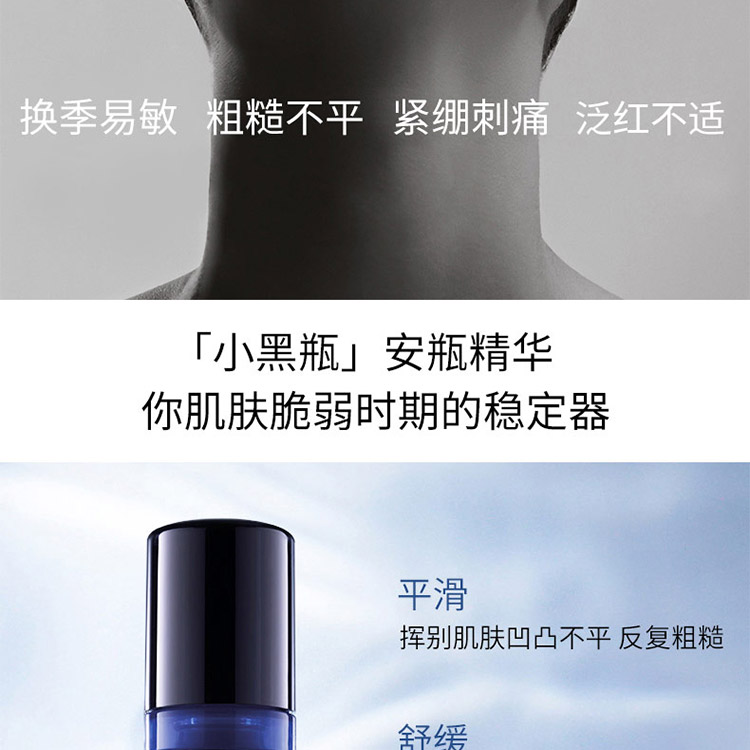 换季易敏 粗糙不平 紧绷刺痛 泛红不适
「小黑瓶」安瓶精华
你肌肤脆弱时期的稳定器
平滑
挥别肌肤凹凸不平 反复粗糙
舒缓